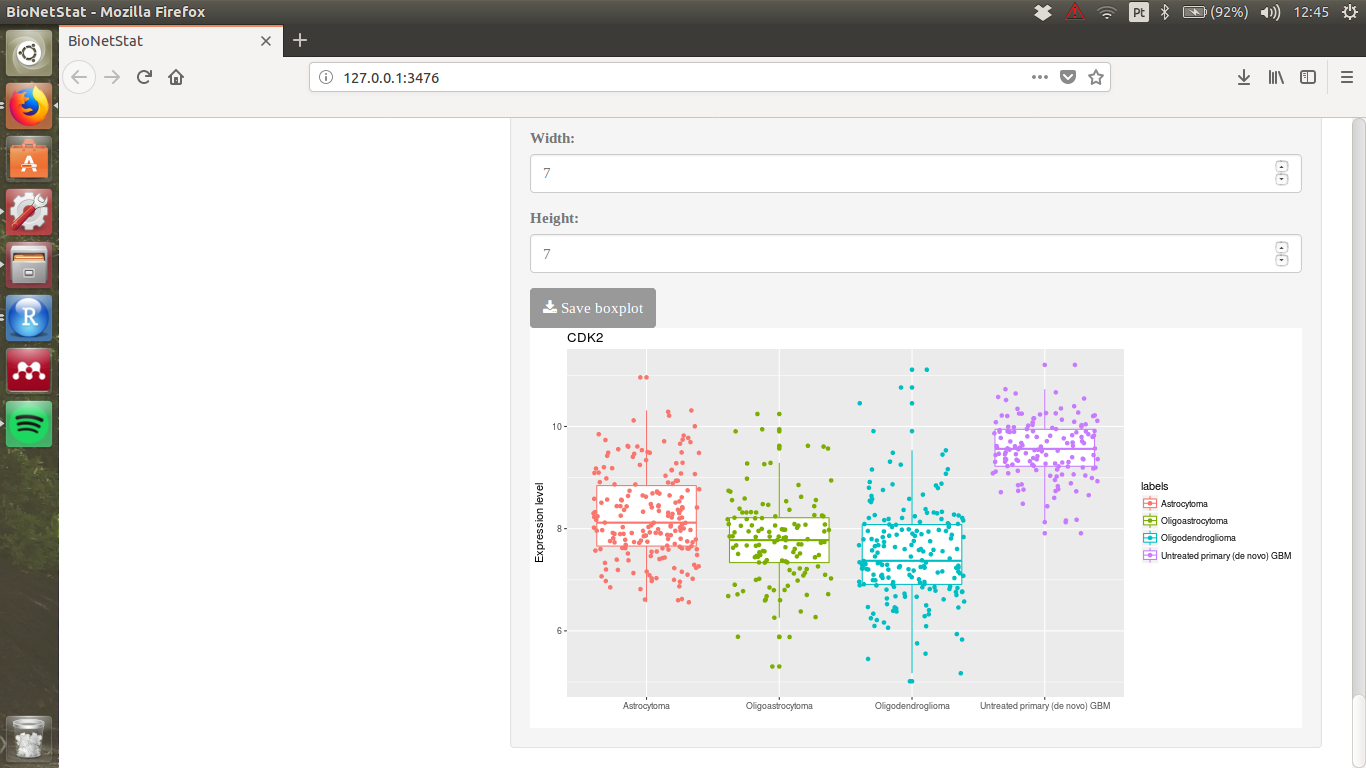 BioNetStat - Mozilla Firefox
Pt
(92%)
12:45
BioNetStat
127.0.0.1:3476
Width:
7
Height:
7
Save boxplot
CDK2
Expression level
10
8
6
Astrocytoma
Oligoastrocytoma
Oligodendroglioma
Untreated primary (de novo) GBM
labels
Astrocytoma
Oligoastrocytoma
Oligodendroglioma
Untreated primary (de novo) GBM